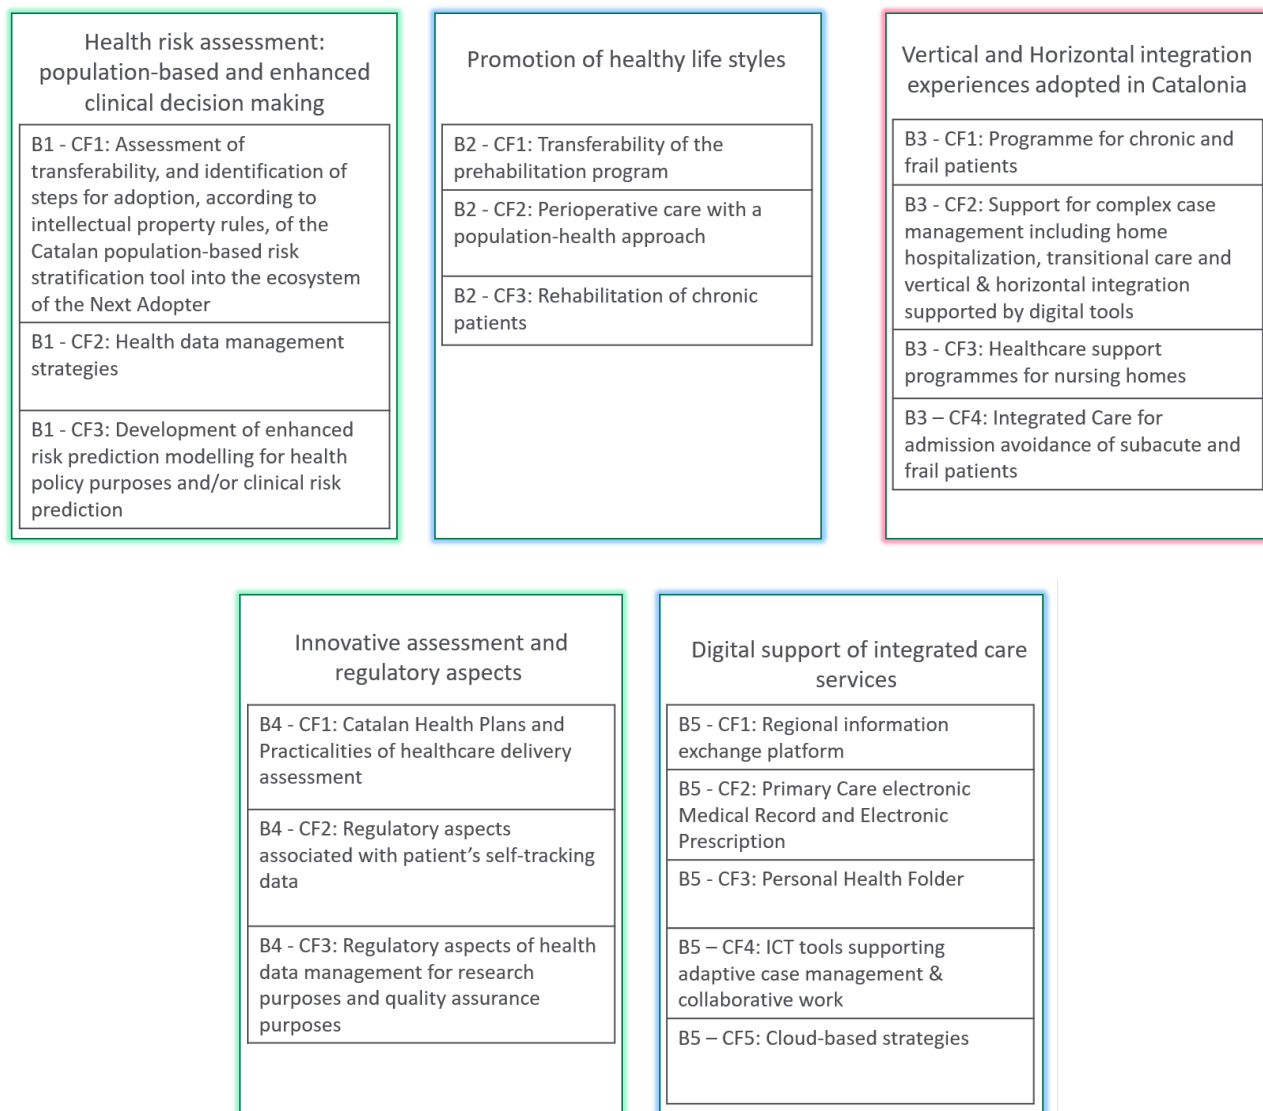 Health risk assessment:
population-based and enhanced
clinical decision making
B1 - CF1: Assessment of
transferability, and identification of
steps for adoption, according to
intellectual property rules, of the
Catalan population-based risk
stratification tool into the ecosystem
of the Next Adopter
B1 - CF2: Health data management
strategies
B1 - CF3: Development of enhanced
risk prediction modelling for health
policy purposes and/or clinical risk
prediction
Promotion of healthy life styles
B2 - CF1: Transferability of the
prehabilitation program
B2 - CF2: Perioperative care with a
population-health approach
B2 - CF3: Rehabilitation of chronic
patients
Vertical and Horizontal integration
experiences adopted in Catalonia
B3 - CF1: Programme for chronic and
frail patients
B3 - CF2: Support for complex case
management including home
hospitalization, transitional care and
vertical & horizontal integration
supported by digital tools
B3 - CF3: Healthcare support
programmes for nursing homes
B3 – CF4: Integrated Care for
admission avoidance of subacute and
frail patients
Innovative assessment and
regulatory aspects
B4 - CF1: Catalan Health Plans and
Practicalities of healthcare delivery
assessment
B4 - CF2: Regulatory aspects
associated with patient’s self-tracking
data
B4 - CF3: Regulatory aspects of health
data management for research
purposes and quality assurance
purposes
Digital support of integrated care
services
B5 - CF1: Regional information
exchange platform
B5 - CF2: Primary Care electronic
Medical Record and Electronic
Prescription
B5 - CF3: Personal Health Folder
B5 – CF4: ICT tools supporting
adaptive case management &
collaborative work
B5 – CF5: Cloud-based strategies